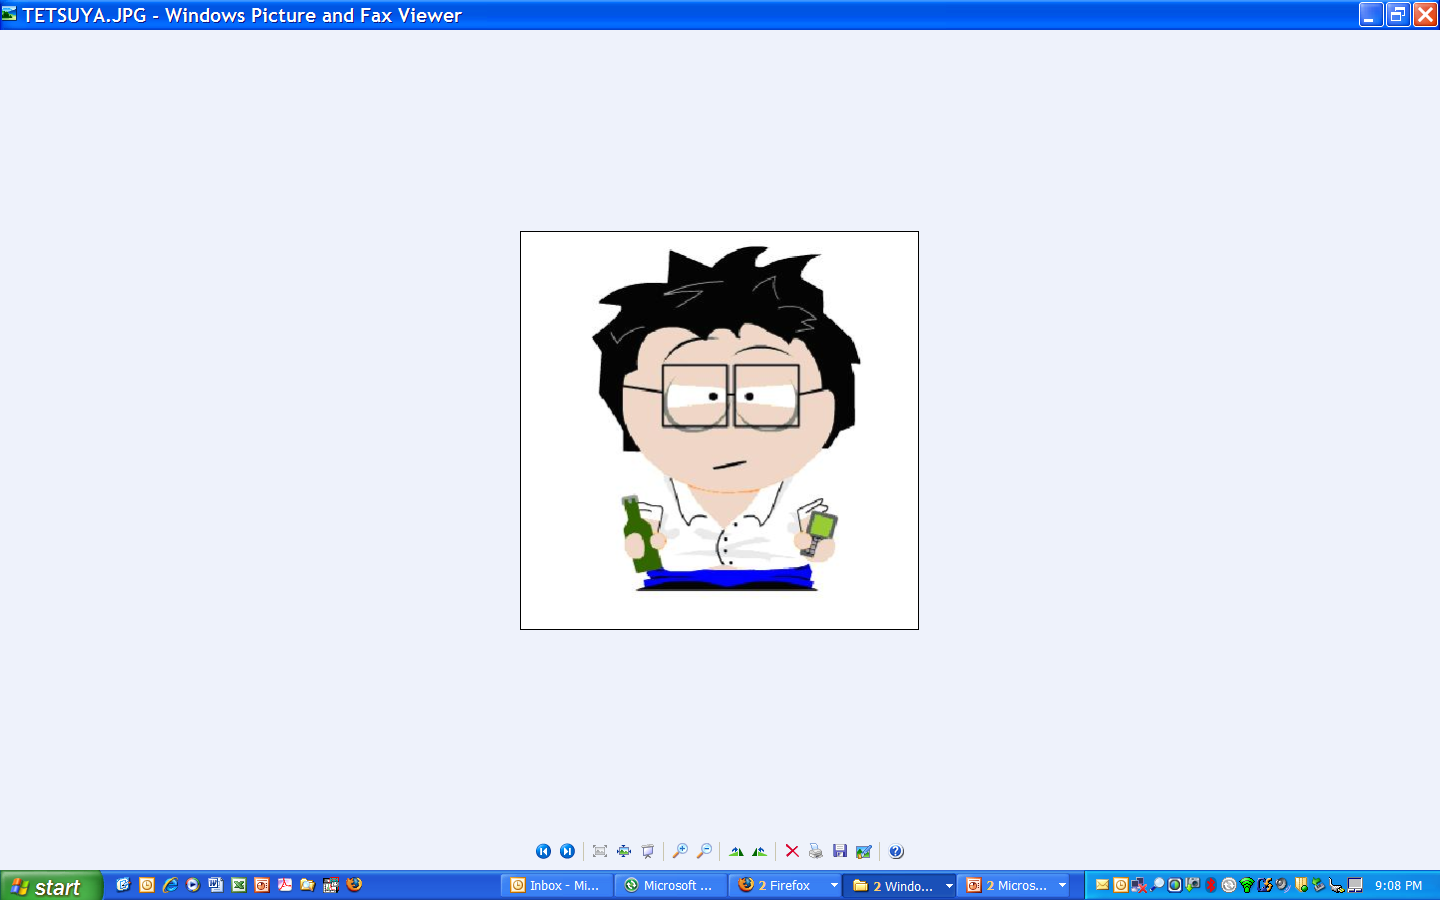 TETSUYA.JPG - Windows Picture and Fax Viewer
start
Inbox - Mi...
Microsoft ...
2 Firefox
2 Windo...
2 Micros...
9:08 PM